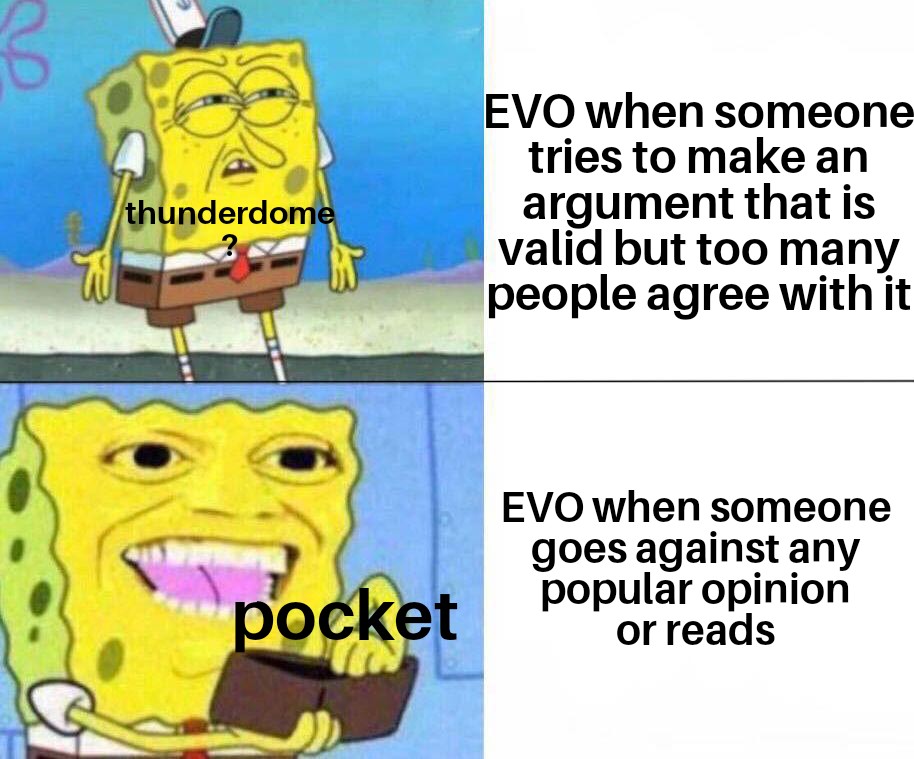 thunderdome
?
EVO when someone
tries to make an
argument that is
valid but too many
people agree with it
pocket
EVO when someone
goes against any
popular opinion
or reads